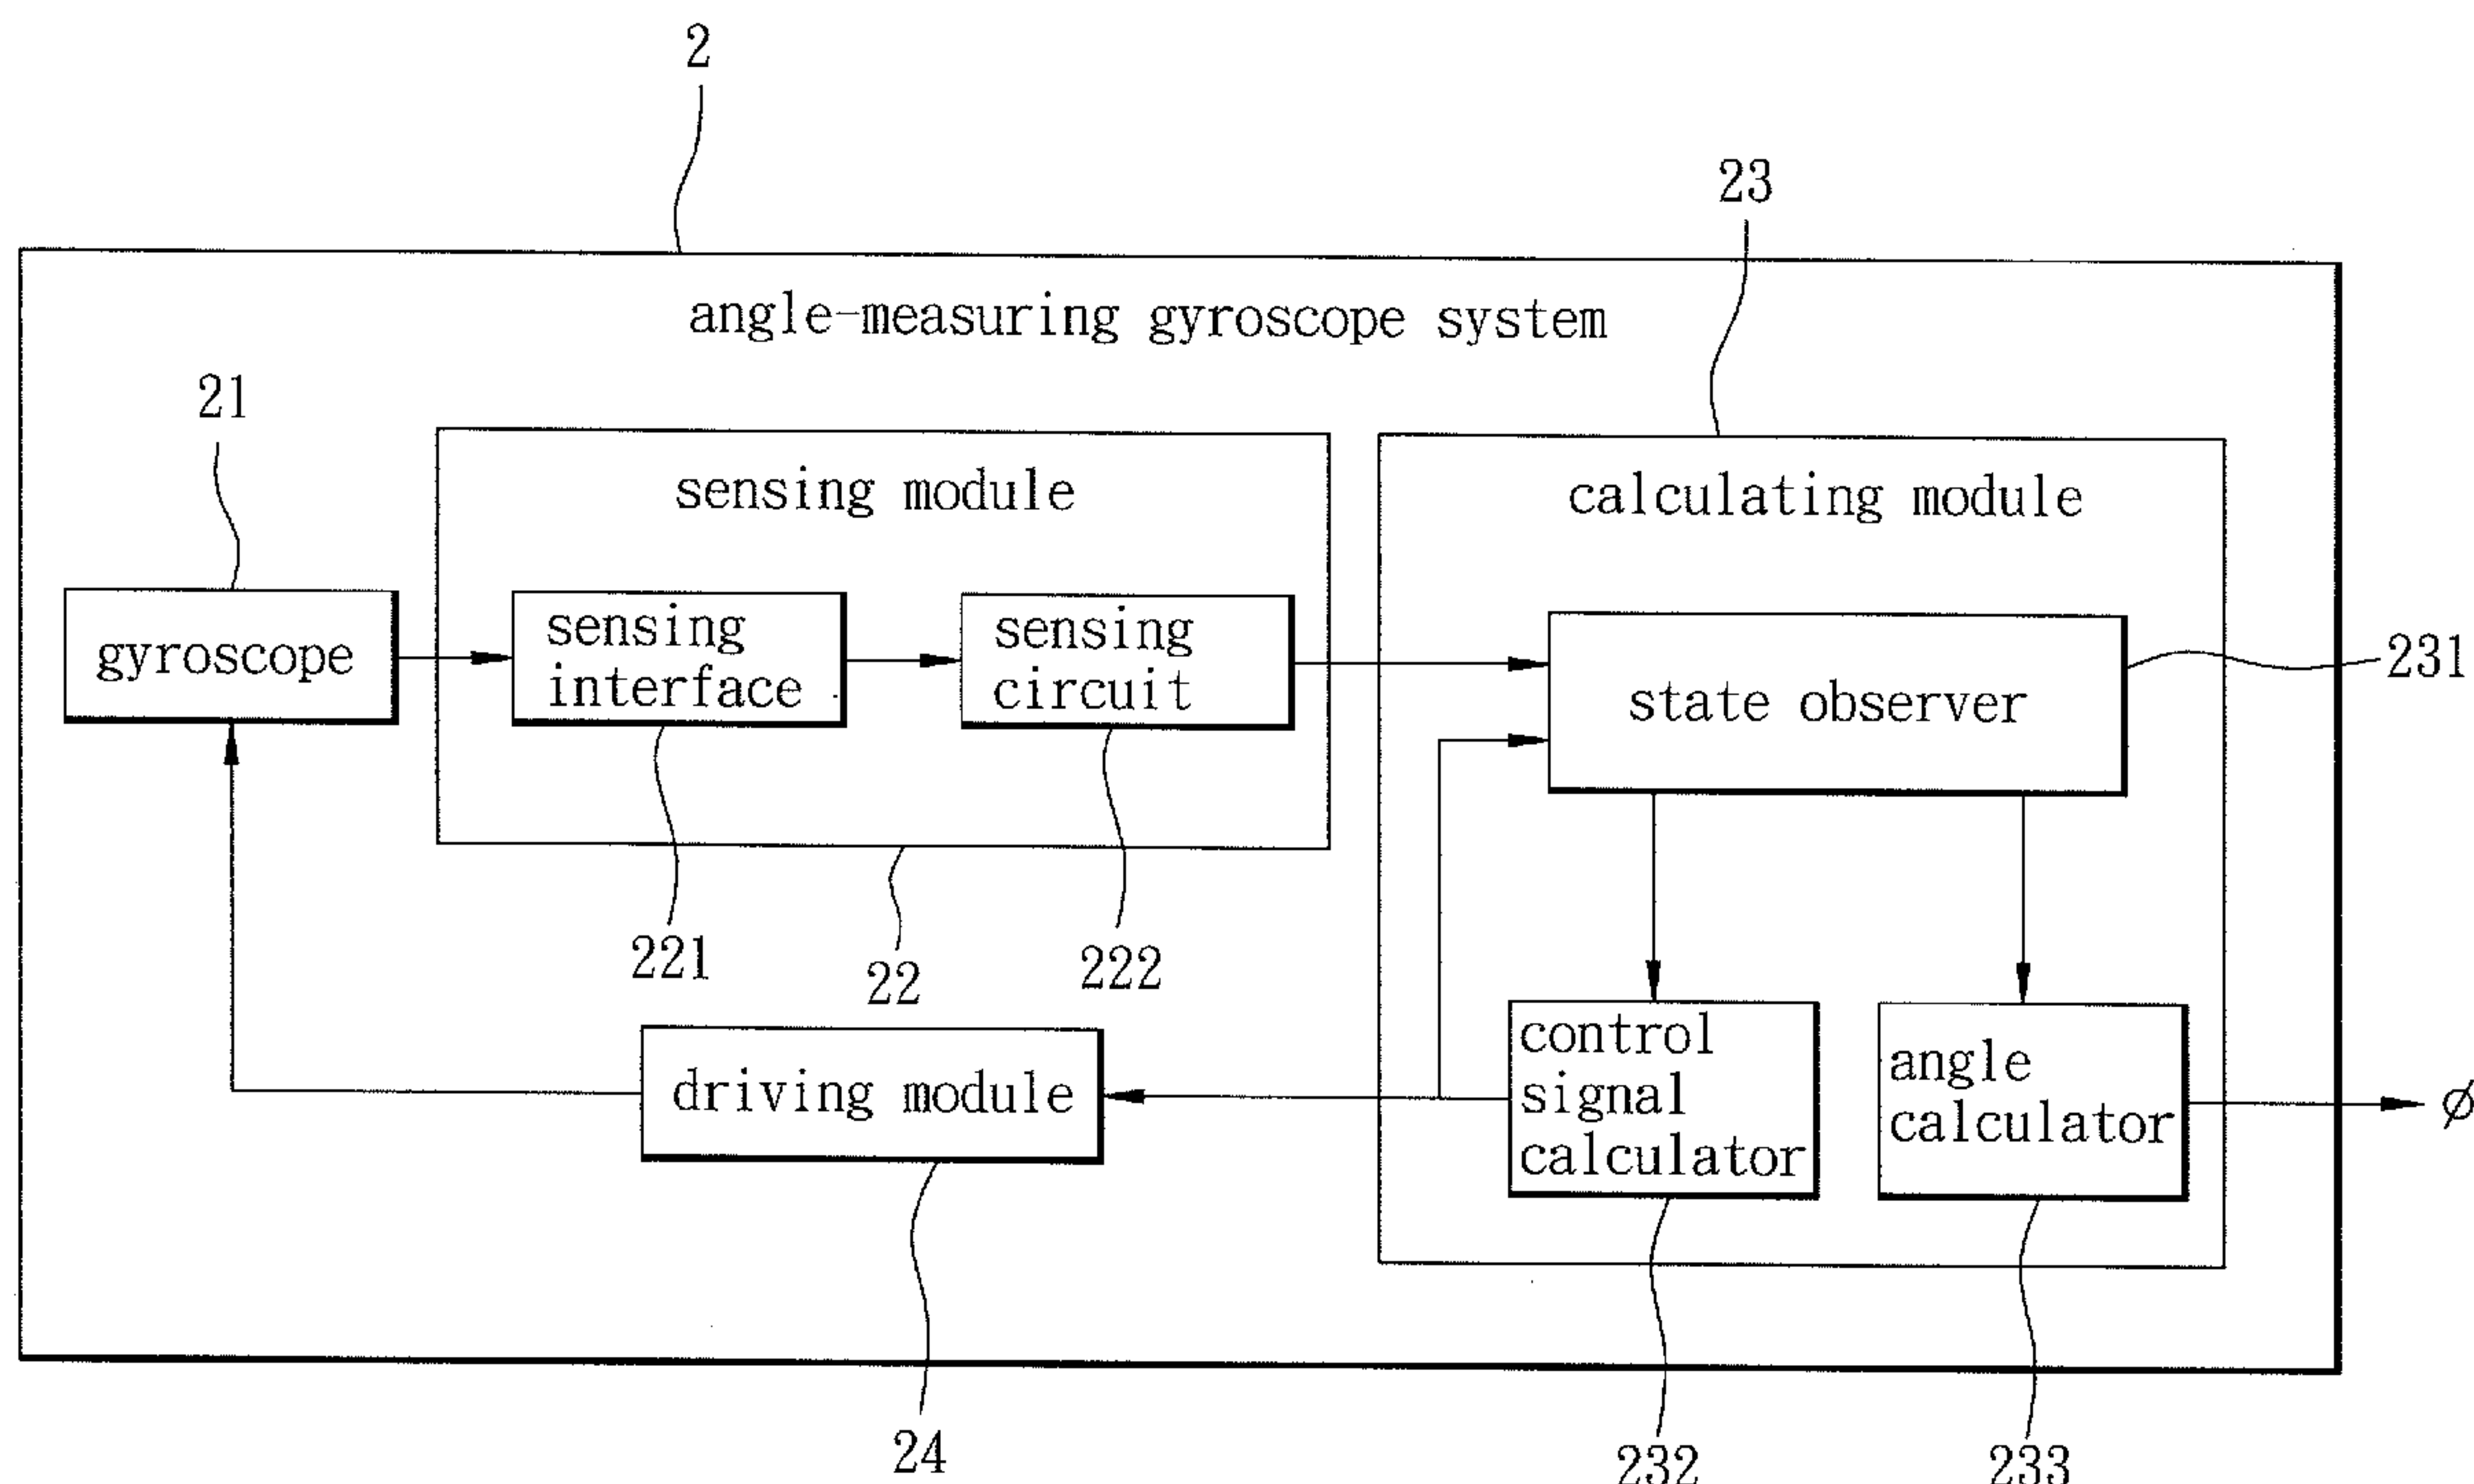 2
23
angle-measuring gyroscope system
21
sensing module
calculating module
gyroscope
sensing
interface
sensing
circuit
state observer
231
221
22
222
driving module
control
signal
calculator
angle
calculator
ϕ
24
232
233